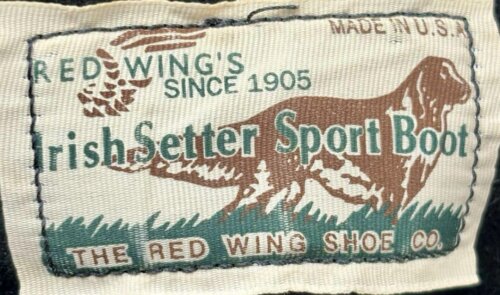 MADE IN U.S.A
RED WING'S
SINCE 1905
Irish Setter Sport Boot
THE RED WING SHOE CO.